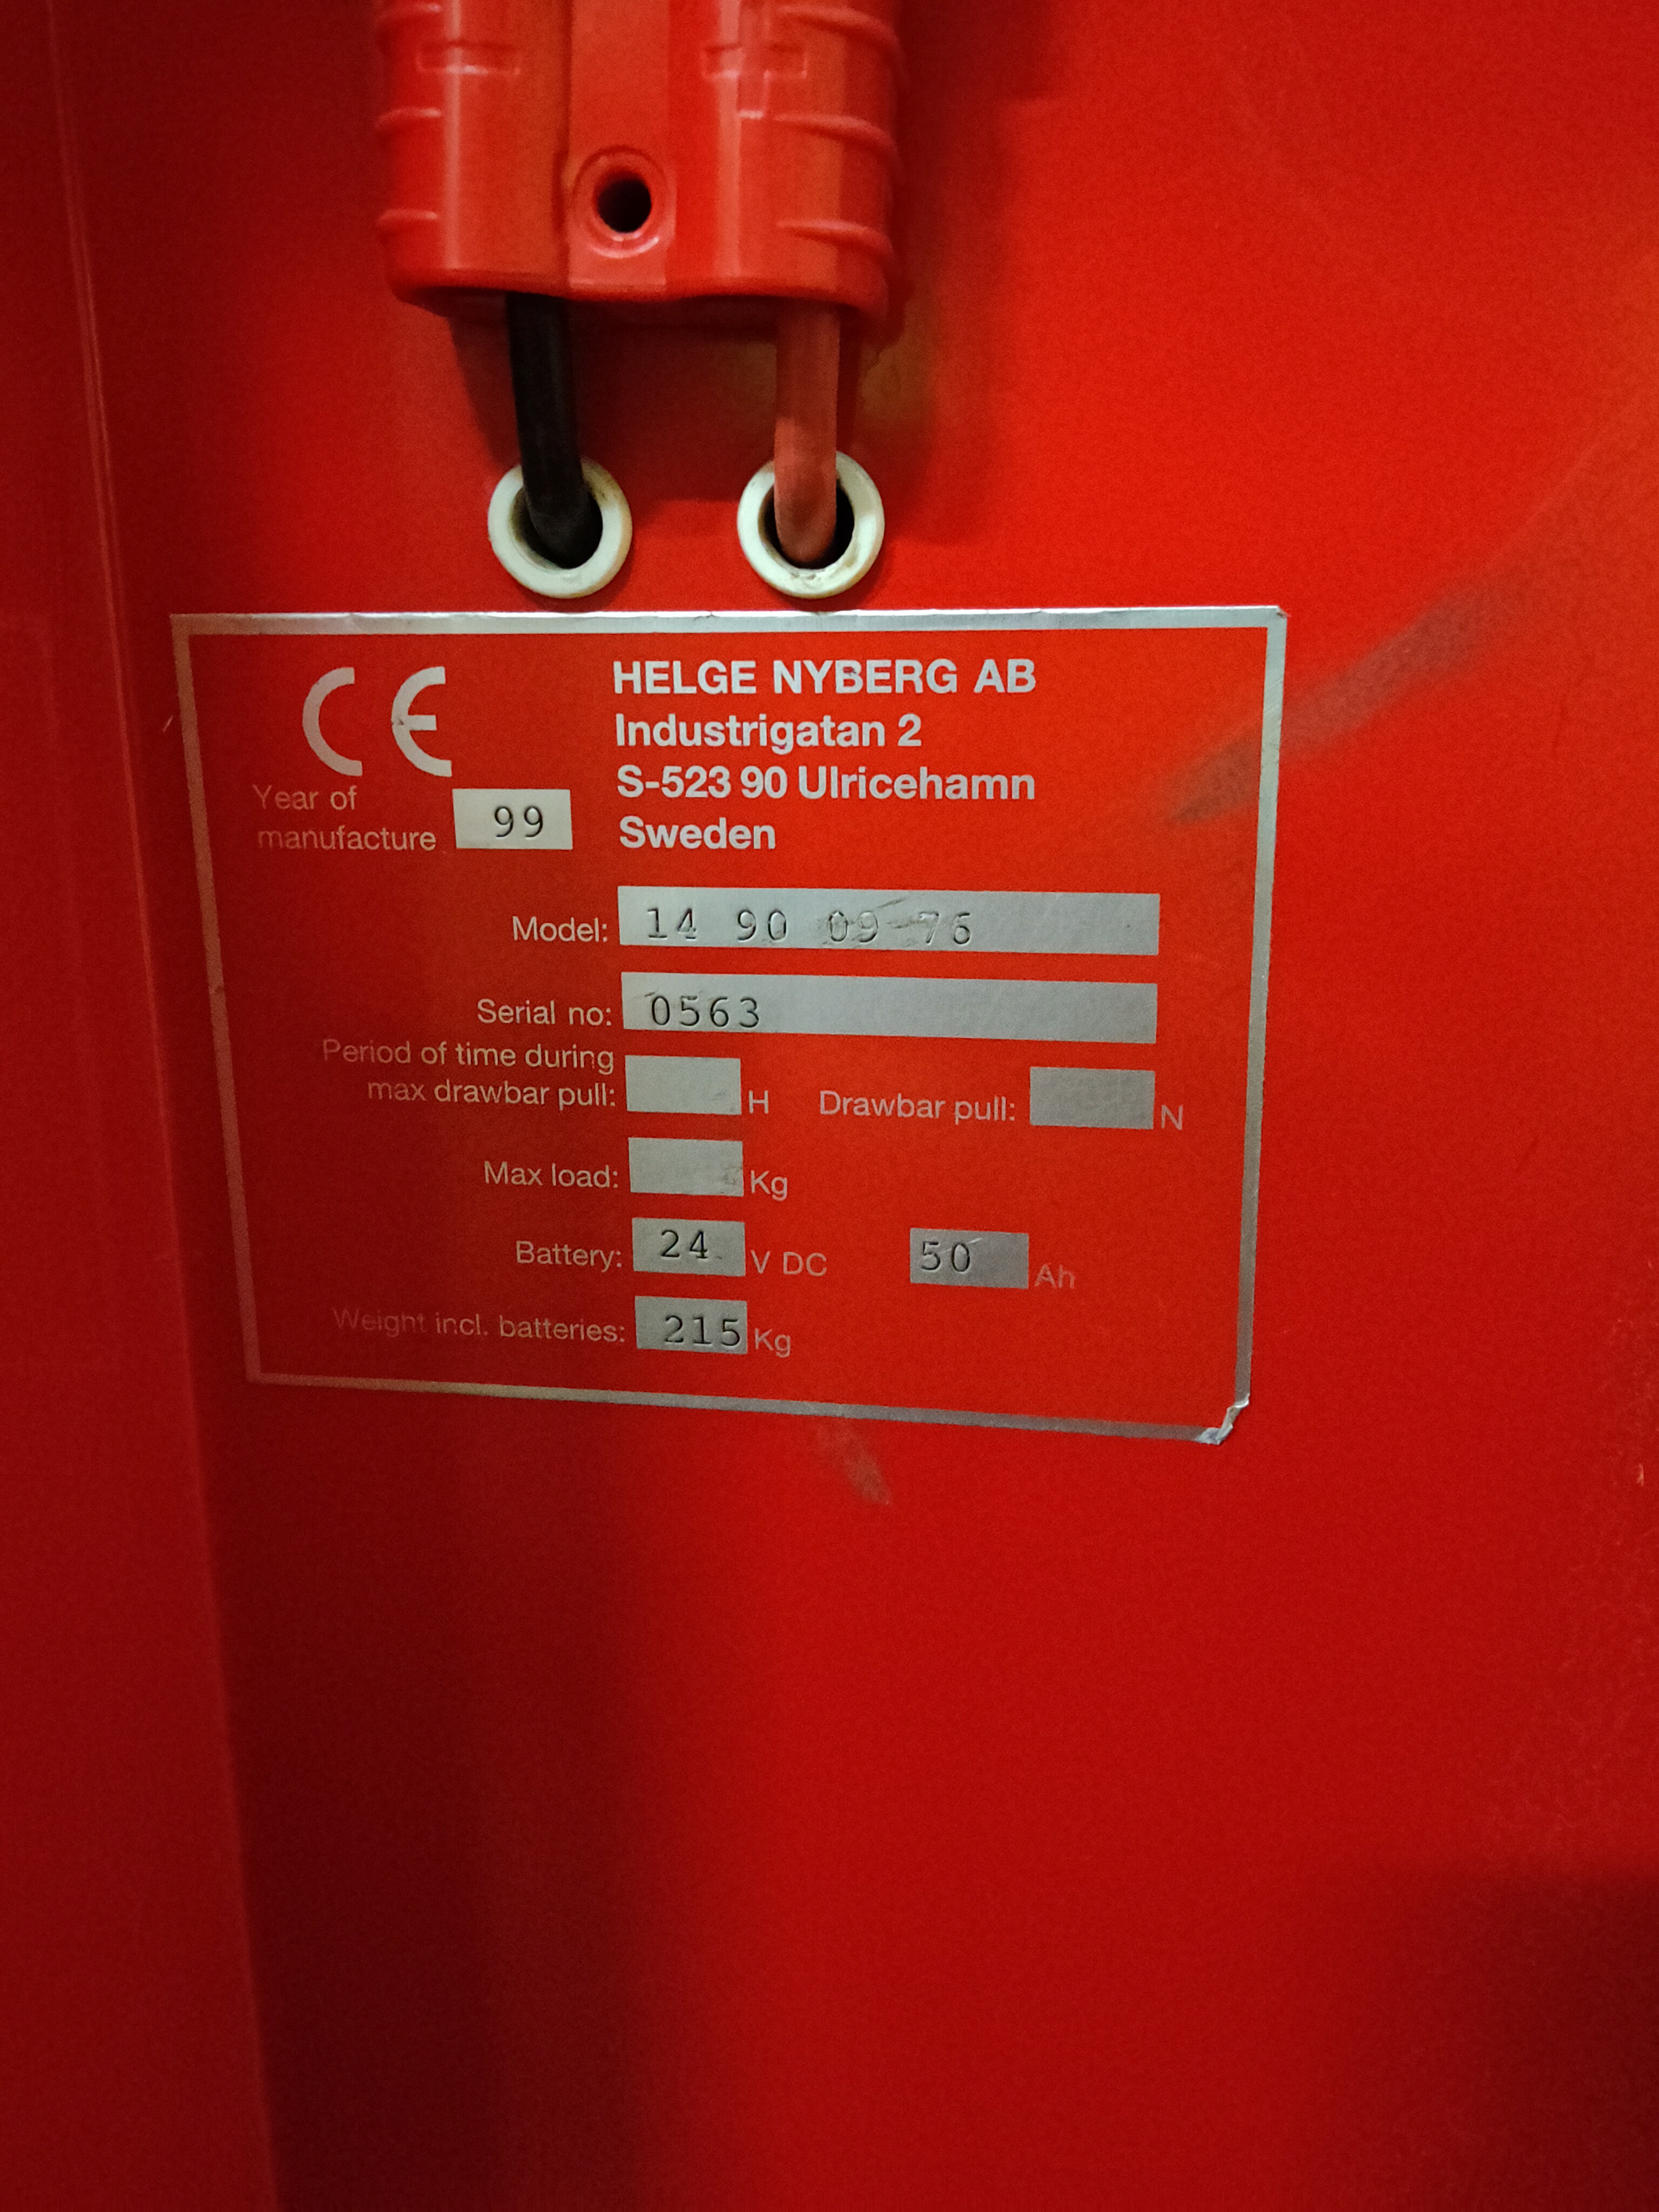 CE
HELGE NYBERG AB
Industrigatan 2
S-523 90 Ulricehamn
Sweden
Year of
manufacture 99
Model: 14 90 09 76
Serial no: 0563
Period of time during
max drawbar pull: H Drawbar pull: N
Max load: Kg
Battery: 24 V DC 50 Ah
Weight incl. batteries: 215 Kg